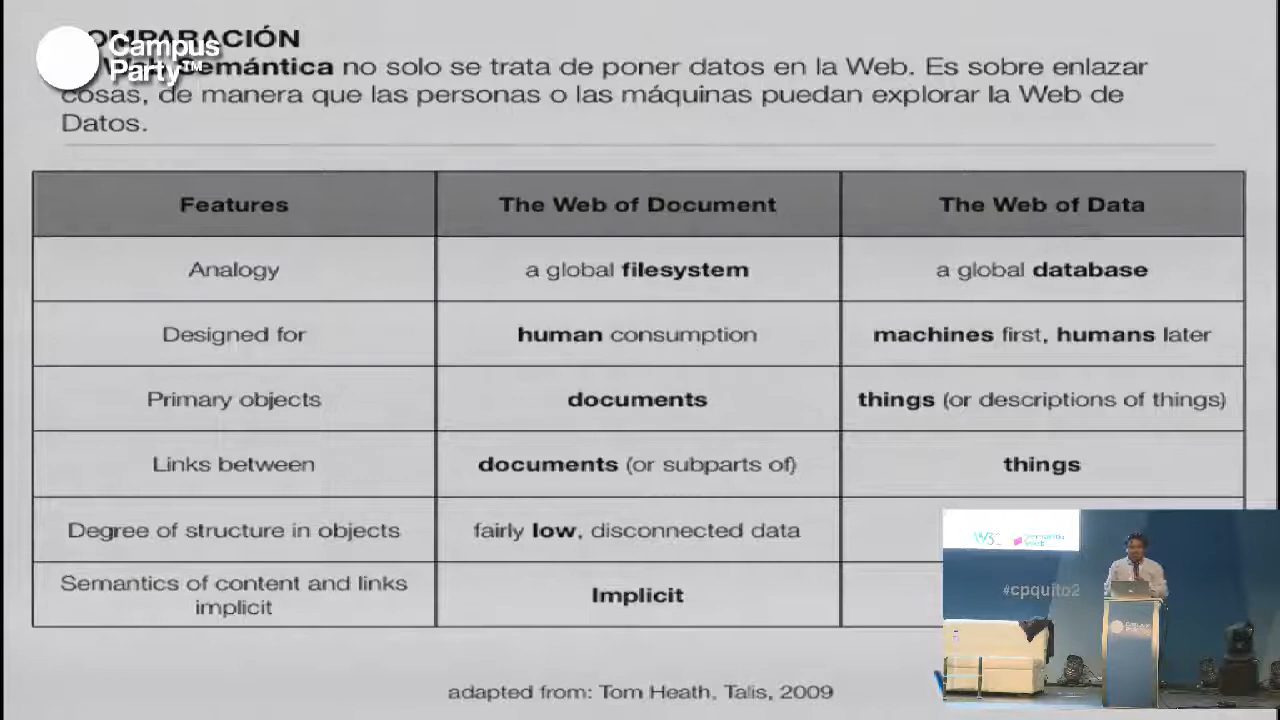 COMPARACIÓN
Campus
Party™
Semántica no solo se trata de poner datos en la Web. Es sobre enlazar
cosas, de manera que las personas o las máquinas puedan explorar la Web de
Datos.
Features The Web of Document The Web of Data
Analogy a global filesystem a global database
Designed for human consumption machines first, humans later
Primary objects documents things (or descriptions of things)
Links between documents (or subparts of) things
Degree of structure in objects fairly low, disconnected data
Semantics of content and links
implicit
Implicit
#cpquito2
adapted from: Tom Heath, Talis, 2009